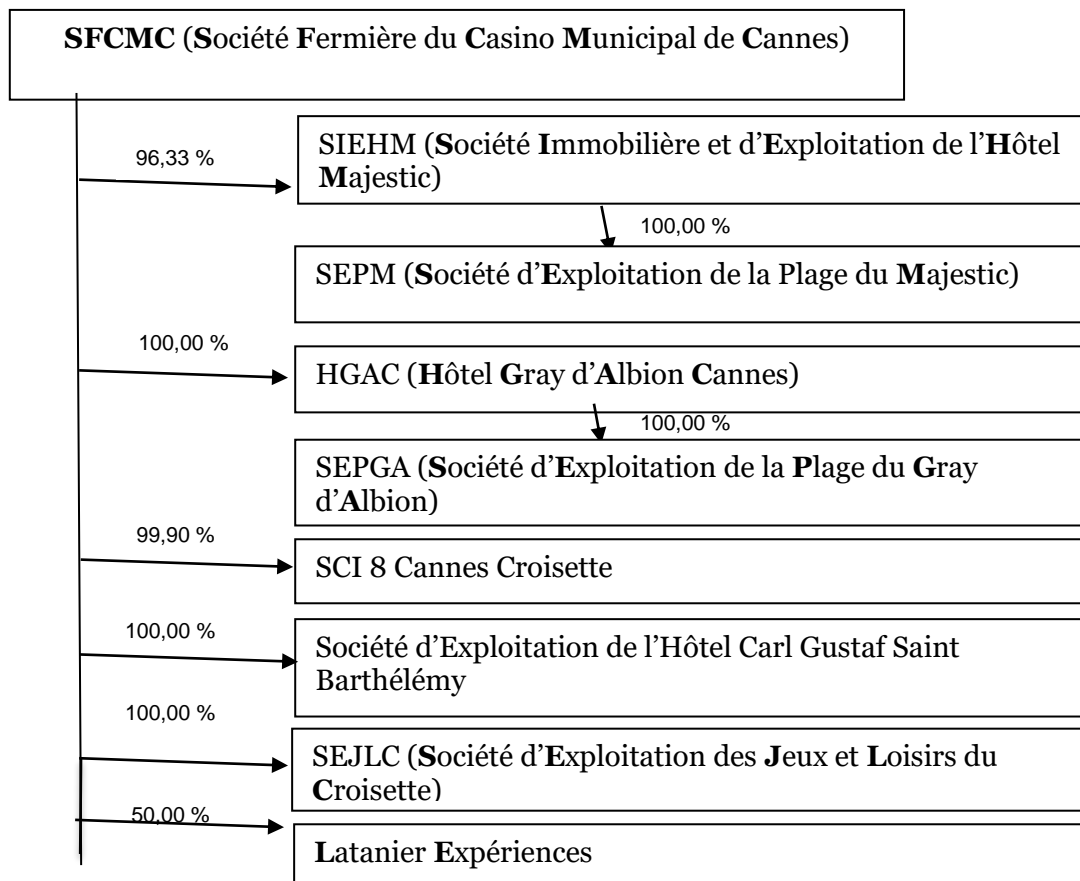 SFCMC (Société Fermière du Casino Municipal de Cannes)
96,33 %
SIEHM (Société Immobilière et d’Exploitation de l’Hôtel
Majestic)
100,00 %
SEPM (Société d’Exploitation de la Plage du Majestic)
100,00 %
HGAC (Hôtel Gray d’Albion Cannes)
100,00 %
SEPGA (Société d’Exploitation de la Plage du Gray
d’Albion)
99,90 %
SCI 8 Cannes Croisette
100,00 %
Société d’Exploitation de l’Hôtel Carl Gustaf Saint
Barthélémy
100,00 %
SEJLC (Société d’Exploitation des Jeux et Loisirs du
Croisette)
50,00 %
Latanier Expériences